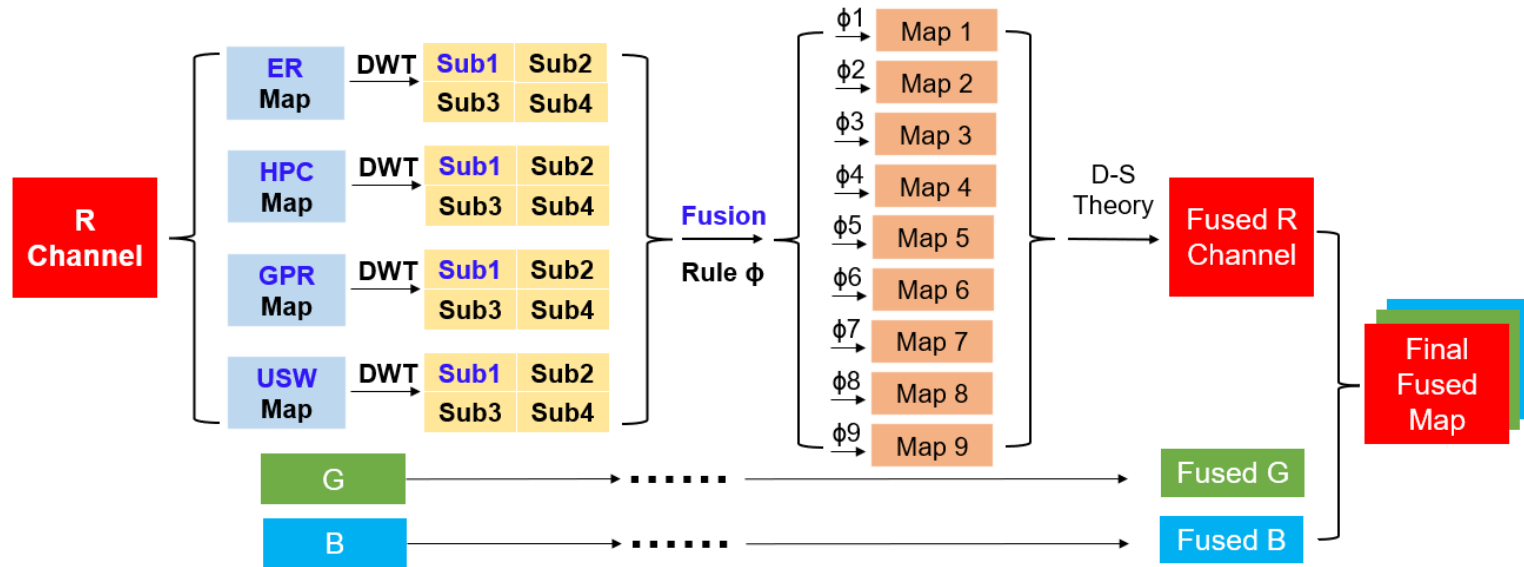 R
Channel
ER
Map
DWT
Sub1 Sub2
Sub3 Sub4
HPC
Map
DWT
Sub1 Sub2
Sub3 Sub4
GPR
Map
DWT
Sub1 Sub2
Sub3 Sub4
USW
Map
DWT
Sub1 Sub2
Sub3 Sub4
Fusion
Rule ϕ
ϕ1 Map 1
ϕ2 Map 2
ϕ3 Map 3
ϕ4 Map 4
ϕ5 Map 5
ϕ6 Map 6
ϕ7 Map 7
ϕ8 Map 8
ϕ9 Map 9
D-S
Theory
Fused R
Channel
G ...... Fused G
B ...... Fused B
Final
Fused
Map